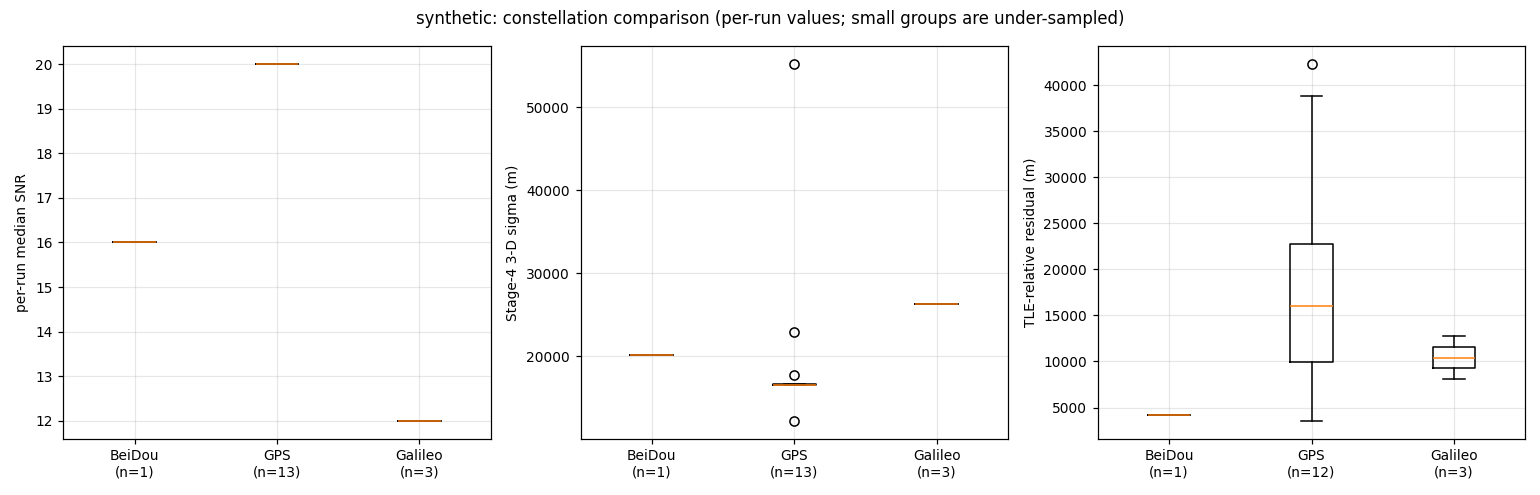 synthetic: constellation comparison (per-run values; small groups are under-sampled)
per-run median SNR
20
19
18
17
16
15
14
13
12
BeiDou
(n=1)
GPS
(n=13)
Galileo
(n=3)
Stage-4 3-D sigma (m)
50000
40000
30000
20000
BeiDou
(n=1)
GPS
(n=13)
Galileo
(n=3)
TLE-relative residual (m)
40000
35000
30000
25000
20000
15000
10000
5000
BeiDou
(n=1)
GPS
(n=12)
Galileo
(n=3)